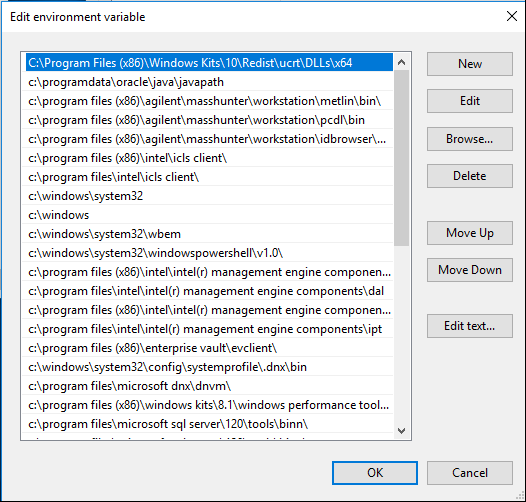 Edit environment variable
C:\Program Files (x86)\Windows Kits\10\Redist\ucrt\DLLs\x64
c:\programdata\oracle\java\javapath
c:\program files (x86)\agilent\masshunter\workstation\metlin\bin\
c:\program files (x86)\agilent\masshunter\workstation\pcdl\bin
c:\program files (x86)\agilent\masshunter\workstation\idbrowser\...
c:\program files (x86)\intel\icls client\
c:\program files\intel\icls client\
c:\windows\system32
c:\windows
c:\windows\system32\wbem
c:\windows\system32\windowspowershell\v1.0\
c:\program files (x86)\intel\intel(r) management engine componen...
c:\program files\intel\intel(r) management engine components\dal
c:\program files (x86)\intel\intel(r) management engine componen...
c:\program files\intel\intel(r) management engine components\ipt
c:\program files (x86)\enterprise vault\evclient\
c:\windows\system32\config\systemprofile\.dnx\bin
c:\program files\microsoft dnx\dnvm\
c:\program files (x86)\windows kits\8.1\windows performance tool...
c:\program files\microsoft sql server\120\tools\binn\
New
Edit
Browse...
Delete
Move Up
Move Down
Edit text...
OK
Cancel